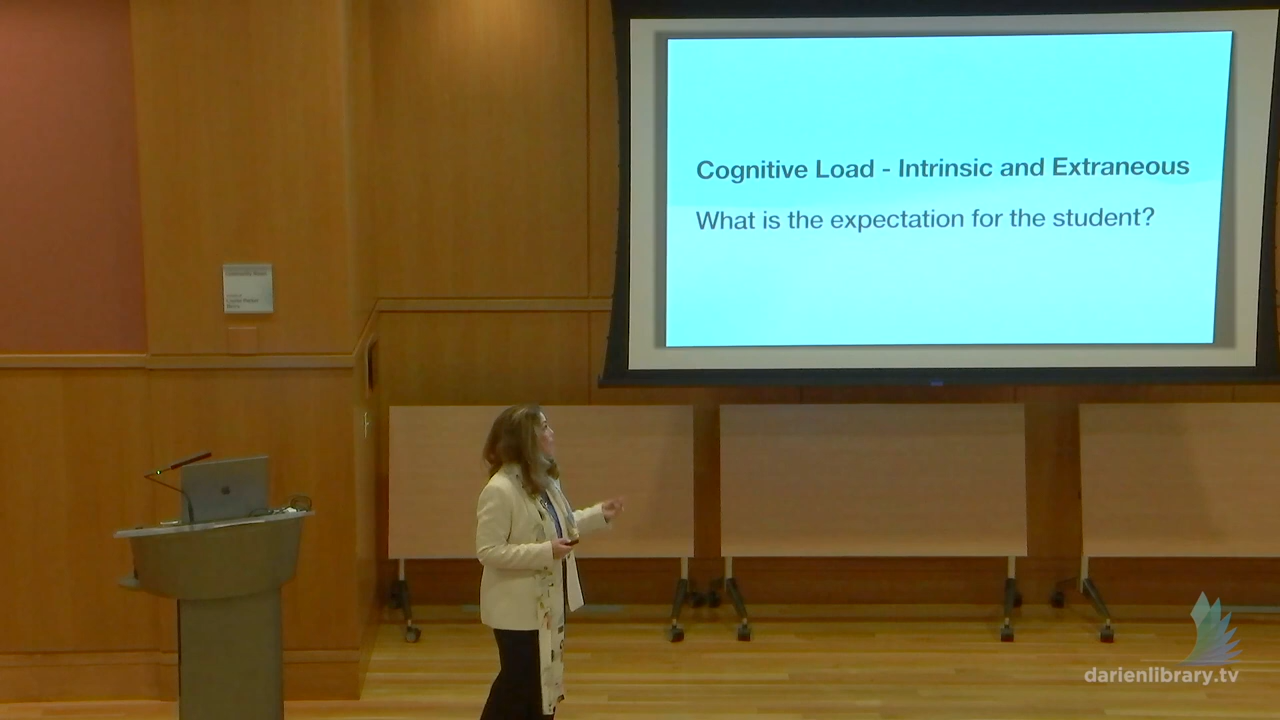 Cognitive Load - Intrinsic and Extraneous
What is the expectation for the student?
darienlibrary.tv